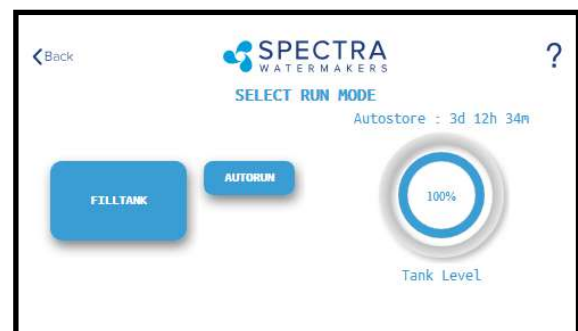 Back
SPECTRA
WATERMAKERS
?
SELECT RUN MODE
Autostore : 3d 12h 34m
FILLTANK
AUTORUN
100%
Tank Level